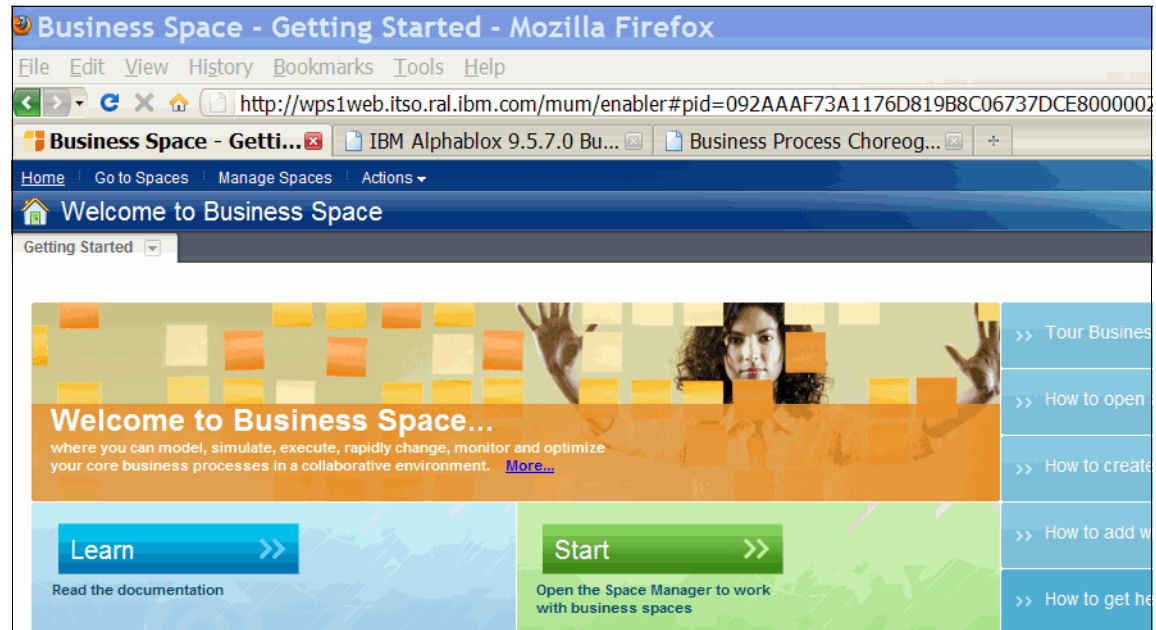 Business Space - Getting Started - Mozilla Firefox
File Edit View History Bookmarks Tools Help
http://wps1web.itso.ral.ibm.com/mum/enabler#pid=092AAAF73A1176D819B8C06737DCE8000002
Business Space - Getti... IBM Alphablox 9.5.7.0 Bu... Business Process Choreog...
Home Go to Spaces Manage Spaces Actions
Welcome to Business Space
Getting Started
Welcome to Business Space...
where you can model, simulate, execute, rapidly change, monitor and optimize
your core business processes in a collaborative environment. More...
Learn >>
Read the documentation
Start >>
Open the Space Manager to work
with business spaces
>> Tour Busines
>> How to open
>> How to create
>> How to add w
>> How to get he